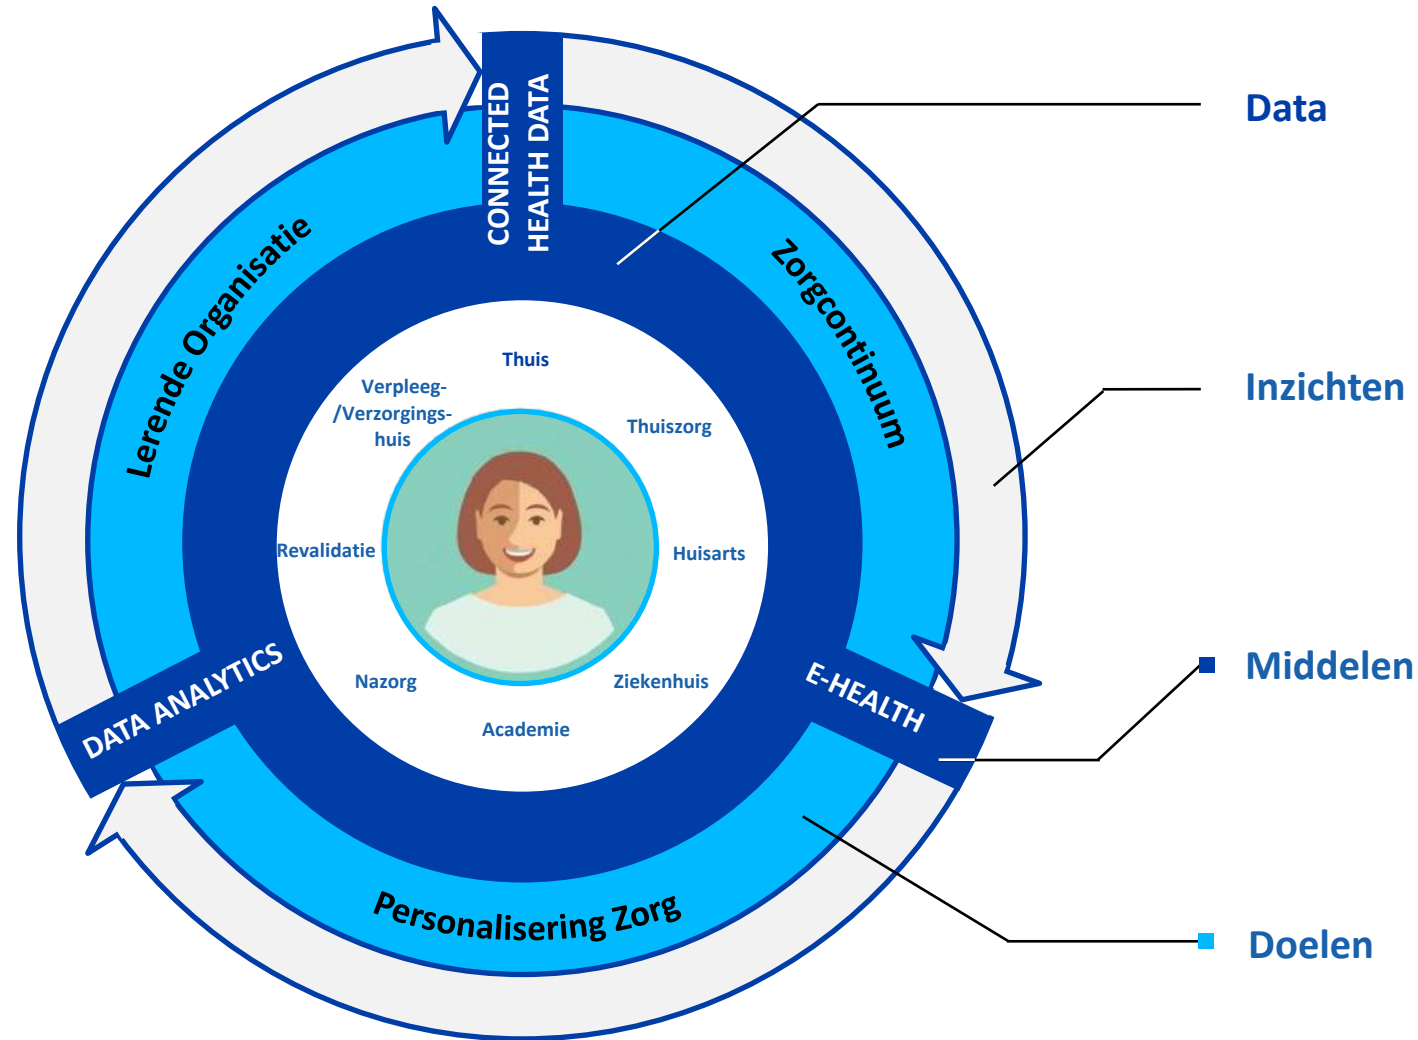 CONNECTED
HEALTH DATA
Data
Lerende Organisatie
Zorgcontinuum
Thuis
Verpleeg-
/Verzorgings-
huis
Thuiszorg
Inzichten
Revalidatie
Huisarts
Nazorg
Ziekenhuis
Academie
DATA ANALYTICS
E-HEALTH
Middelen
Personalisering Zorg
Doelen